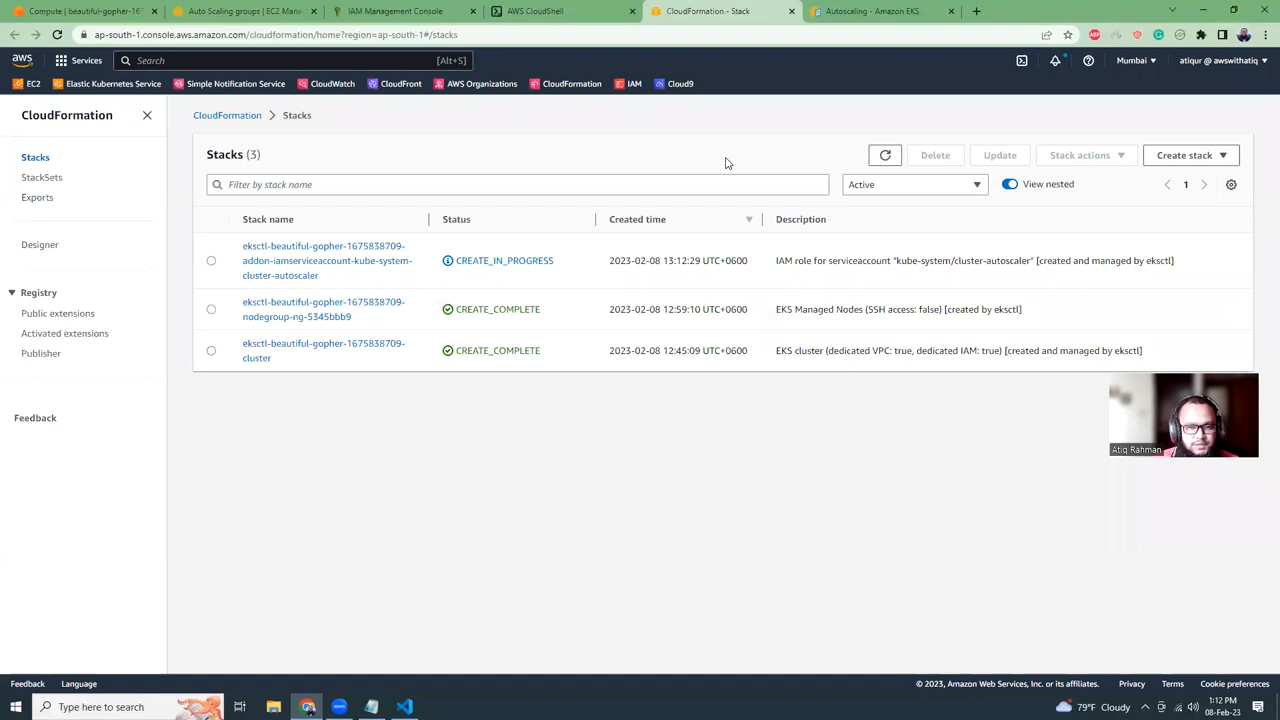 Compute | beautiful-gopher-16
Auto Scaling groups | EC2 Mana
IAM Management Console
AWS CloudShell
CloudFormation - Stack
Autoscaling - Amazon EKS
ap-south-1.console.aws.amazon.com/cloudformation/home?region=ap-south-1#/stacks
aws
Services
Search
[Alt+S]
Mumbai
atiqur @ awswithatiq
EC2
Elastic Kubernetes Service
Simple Notification Service
CloudWatch
CloudFront
AWS Organizations
CloudFormation
IAM
Cloud9
CloudFormation
Stacks
StackSets
Exports
Designer
Registry
Public extensions
Activated extensions
Publisher
Feedback
CloudFormation > Stacks
Stacks (3)
Delete
Update
Stack actions
Create stack
Filter by stack name
Active
View nested
1
Stack name
Status
Created time
Description
eksctl-beautiful-gopher-1675838709-
addon-iamserviceaccount-kube-system-
cluster-autoscaler
CREATE_IN_PROGRESS
2023-02-08 13:12:29 UTC+0600
IAM role for serviceaccount "kube-system/cluster-autoscaler" [created and managed by eksctl]
eksctl-beautiful-gopher-1675838709-
nodegroup-ng-5345bbb9
CREATE_COMPLETE
2023-02-08 12:59:10 UTC+0600
EKS Managed Nodes (SSH access: false) [created by eksctl]
eksctl-beautiful-gopher-1675838709-
cluster
CREATE_COMPLETE
2023-02-08 12:45:09 UTC+0600
EKS cluster (dedicated VPC: true, dedicated IAM: true) [created and managed by eksctl]
Atiq Rahman
Feedback
Language
© 2023, Amazon Web Services, Inc. or its affiliates.
Privacy
Terms
Cookie preferences
Type here to search
79°F Cloudy
1:12 PM
08-Feb-23